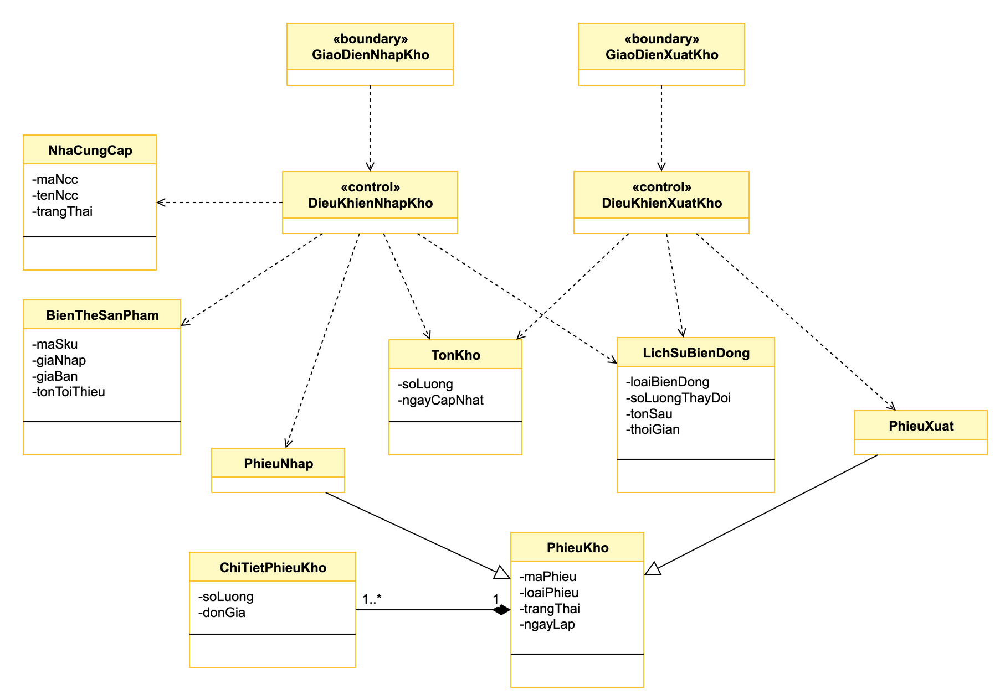 «boundary»
GiaoDienNhapKho
«boundary»
GiaoDienXuatKho
NhaCungCap
-maNcc
-tenNcc
-trangThai
«control»
DieuKhienNhapKho
«control»
DieuKhienXuatKho
BienTheSanPham
-maSku
-giaNhap
-giaBan
-tonToiThieu
TonKho
-soLuong
-ngayCapNhat
LichSuBienDong
-loaiBienDong
-soLuongThayDoi
-tonSau
-thoiGian
PhieuXuat
PhieuNhap
ChiTietPhieuKho
-soLuong
-donGia
1..*
1
PhieuKho
-maPhieu
-loaiPhieu
-trangThai
-ngayLap